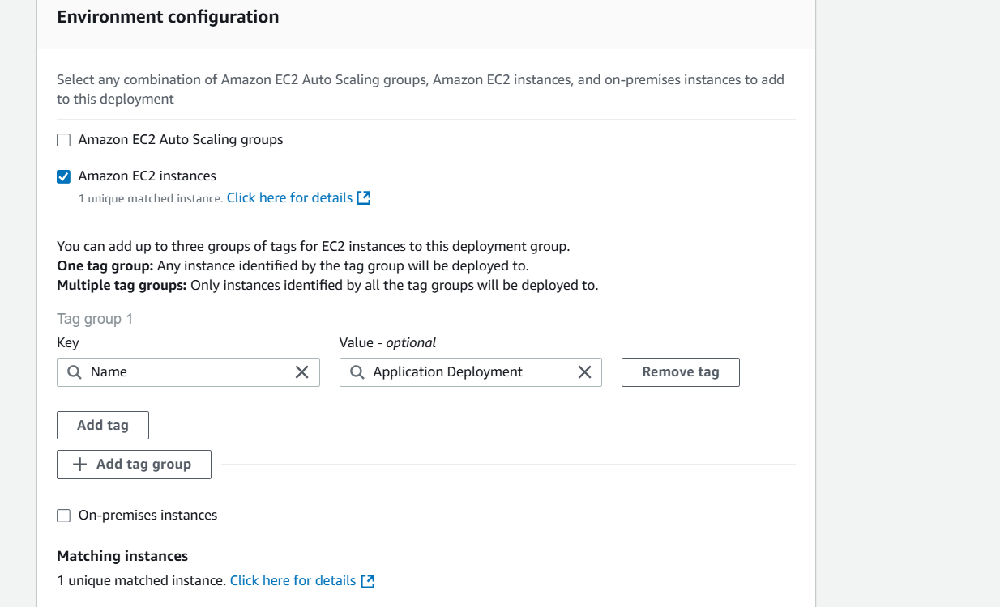 Environment configuration
Select any combination of Amazon EC2 Auto Scaling groups, Amazon EC2 instances, and on-premises instances to add
to this deployment
Amazon EC2 Auto Scaling groups
Amazon EC2 instances
1 unique matched instance. Click here for details
You can add up to three groups of tags for EC2 instances to this deployment group.
One tag group: Any instance identified by the tag group will be deployed to.
Multiple tag groups: Only instances identified by all the tag groups will be deployed to.
Tag group 1
Key Value - optional
Name Application Deployment Remove tag
Add tag
Add tag group
On-premises instances
Matching instances
1 unique matched instance. Click here for details